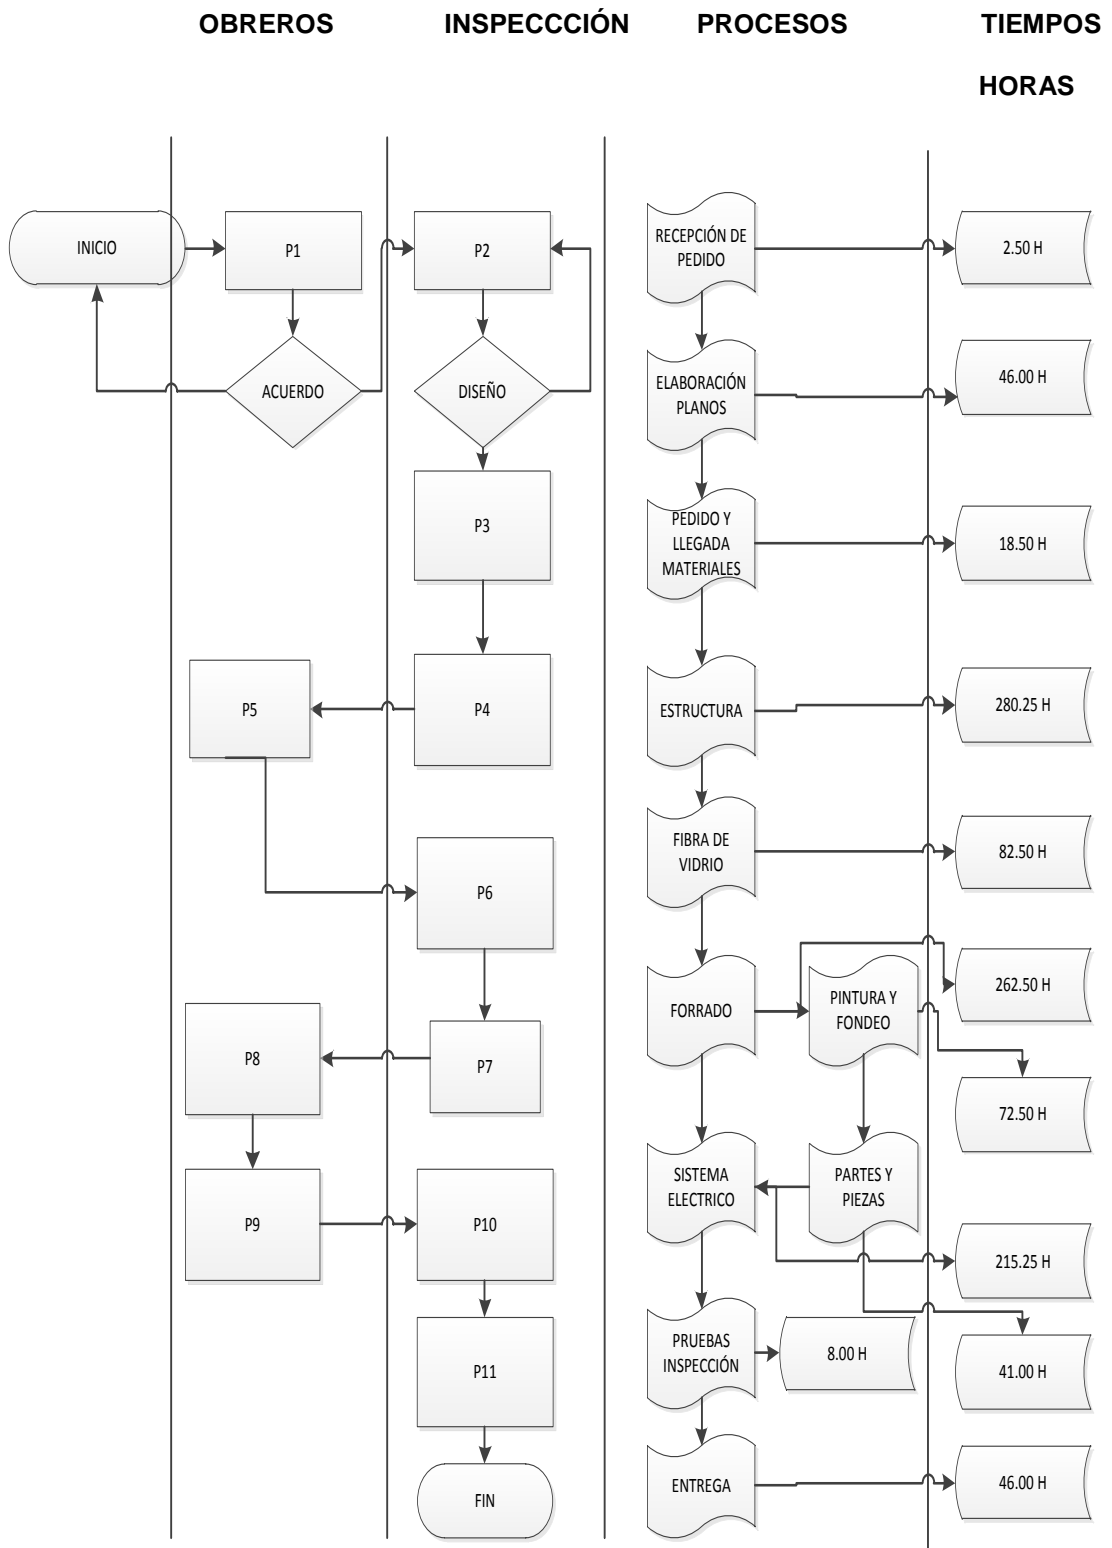 OBREROS
INSPECCCIÓN
PROCESOS
TIEMPOS
HORAS
INICIO
P1
P2
RECEPCIÓN DE
PEDIDO
2.50 H
ACUERDO
DISEÑO
ELABORACIÓN
PLANOS
46.00 H
P3
PEDIDO Y
LLEGADA
MATERIALES
18.50 H
P5
P4
ESTRUCTURA
280.25 H
P6
FIBRA DE
VIDRIO
82.50 H
FORRADO
PINTURA Y
FONDEO
262.50 H
P8
P7
72.50 H
P9
P10
SISTEMA
ELECTRICO
PARTES Y
PIEZAS
215.25 H
P11
PRUEBAS
INSPECCIÓN
8.00 H
41.00 H
FIN
ENTREGA
46.00 H